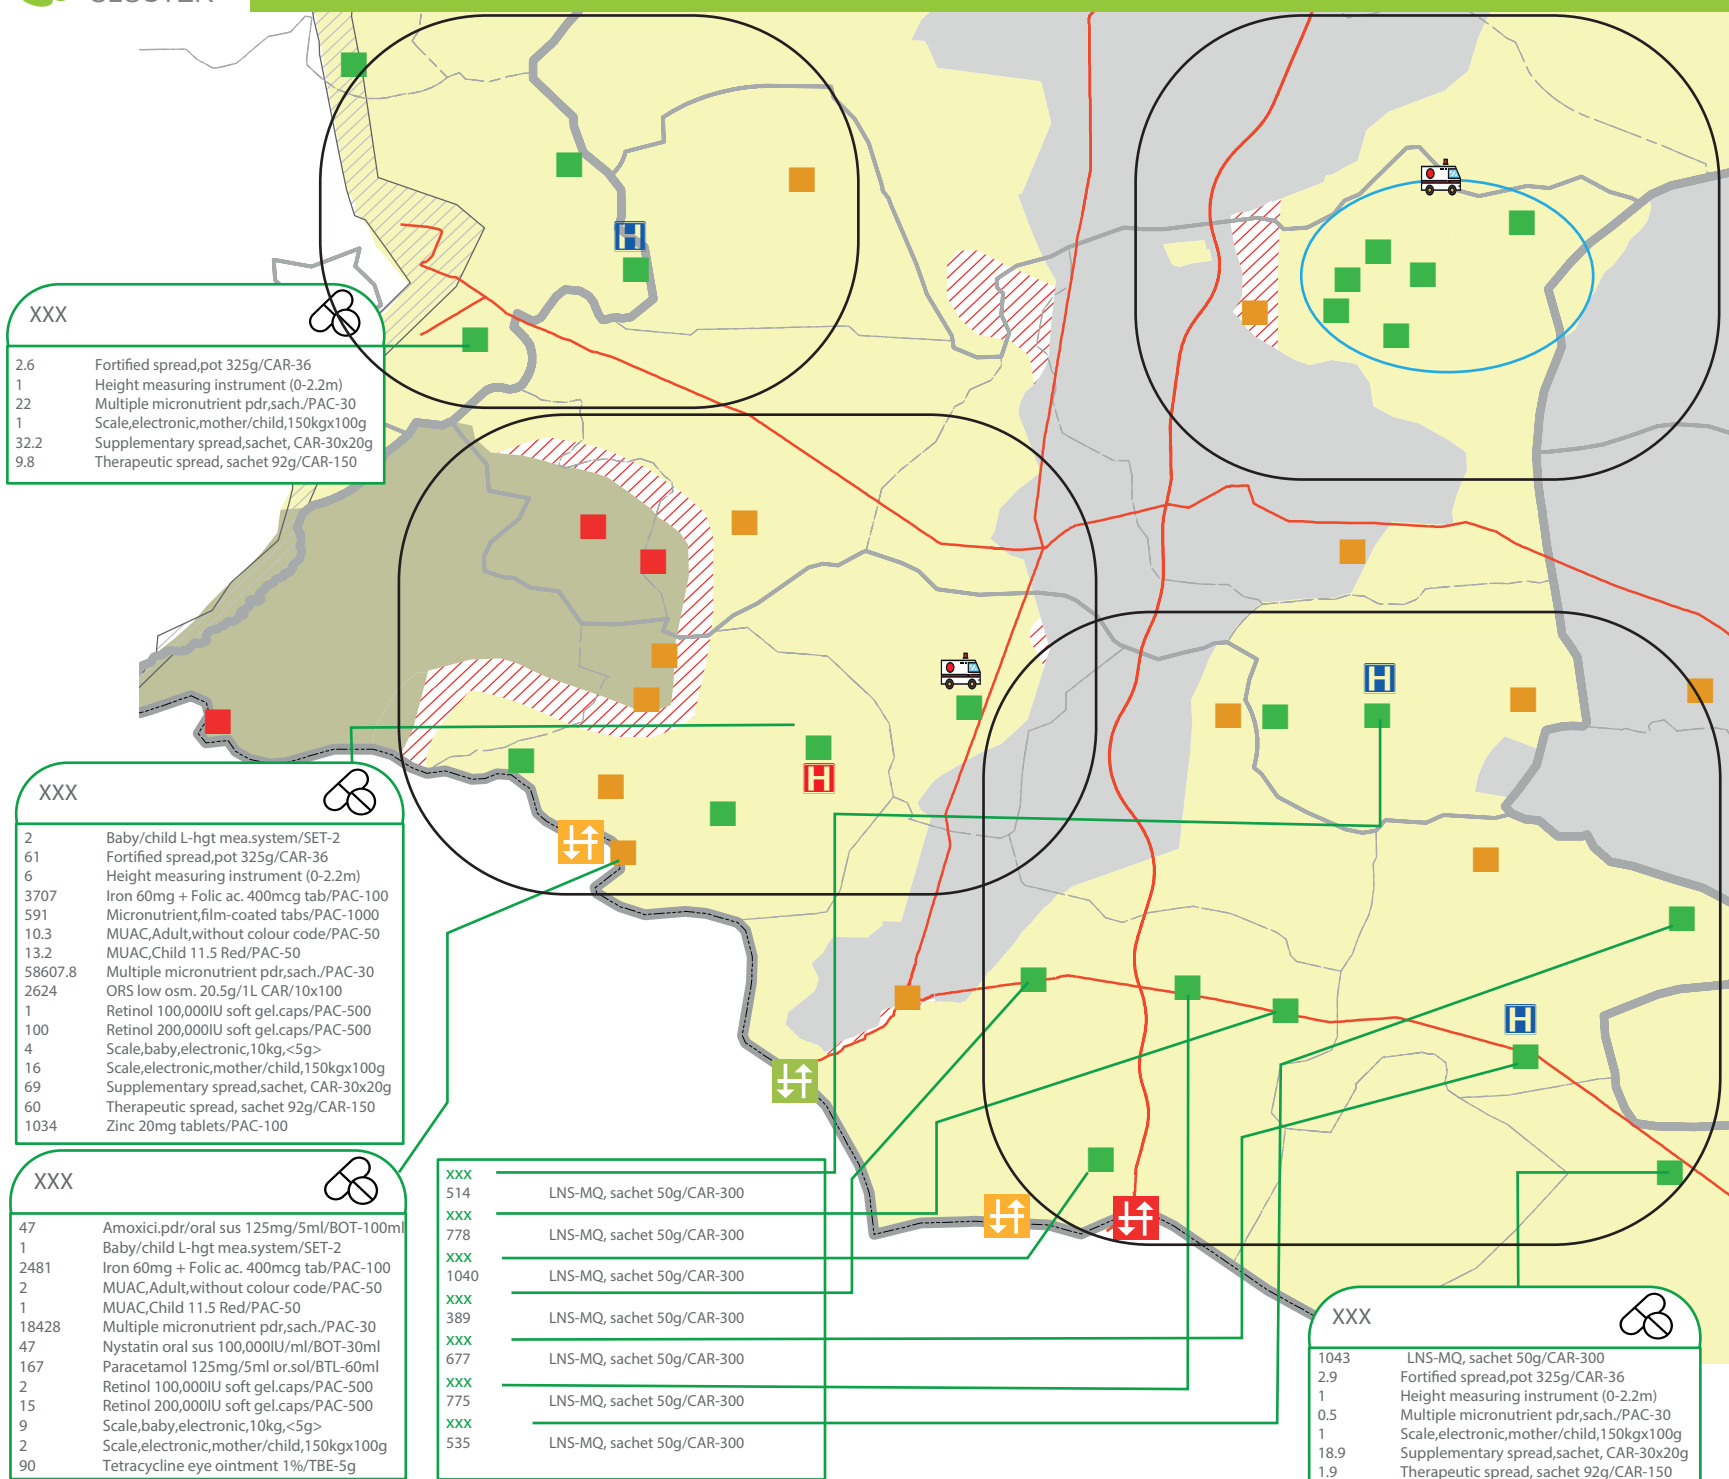 CLUSTER
XXX
2.6 Fortified spread,pot 325g/CAR-36
1 Height measuring instrument (0-2.2m)
22 Multiple micronutrient pdr,sach./PAC-30
1 Scale,electronic,mother/child,150kgx100g
32.2 Supplementary spread,sachet, CAR-30x20g
9.8 Therapeutic spread, sachet 92g/CAR-150
H
H
H
H
XXX
2 Baby/child L-hgt mea.system/SET-2
61 Fortified spread,pot 325g/CAR-36
6 Height measuring instrument (0-2.2m)
3707 Iron 60mg + Folic ac. 400mcg tab/PAC-100
591 Micronutrient,film-coated tabs/PAC-1000
10.3 MUAC,Adult,without colour code/PAC-50
13.2 MUAC,Child 11.5 Red/PAC-50
58607.8 Multiple micronutrient pdr,sach./PAC-30
2624 ORS low osm. 20.5g/1L CAR/10x100
1 Retinol 100,000IU soft gel.caps/PAC-500
100 Retinol 200,000IU soft gel.caps/PAC-500
4 Scale,baby,electronic,10kg,<5g>
16 Scale,electronic,mother/child,150kgx100g
69 Supplementary spread,sachet, CAR-30x20g
60 Therapeutic spread, sachet 92g/CAR-150
1034 Zinc 20mg tablets/PAC-100
XXX
47 Amoxici.pdr/oral sus 125mg/5ml/BOT-100ml
1 Baby/child L-hgt mea.system/SET-2
2481 Iron 60mg + Folic ac. 400mcg tab/PAC-100
2 MUAC,Adult,without colour code/PAC-50
1 MUAC,Child 11.5 Red/PAC-50
18428 Multiple micronutrient pdr,sach./PAC-30
47 Nystatin oral sus 100,000IU/ml/BOT-30ml
167 Paracetamol 125mg/5ml or.sol/BTL-60ml
2 Retinol 100,000IU soft gel.caps/PAC-500
15 Retinol 200,000IU soft gel.caps/PAC-500
9 Scale,baby,electronic,10kg,<5g>
2 Scale,electronic,mother/child,150kgx100g
90 Tetracycline eye ointment 1%/TBE-5g
XXX
514 LNS-MQ, sachet 50g/CAR-300
XXX
778 LNS-MQ, sachet 50g/CAR-300
XXX
1040 LNS-MQ, sachet 50g/CAR-300
XXX
389 LNS-MQ, sachet 50g/CAR-300
XXX
677 LNS-MQ, sachet 50g/CAR-300
XXX
775 LNS-MQ, sachet 50g/CAR-300
XXX
535 LNS-MQ, sachet 50g/CAR-300
XXX
1043 LNS-MQ, sachet 50g/CAR-300
2.9 Fortified spread,pot 325g/CAR-36
1 Height measuring instrument (0-2.2m)
0.5 Multiple micronutrient pdr,sach./PAC-30
1 Scale,electronic,mother/child,150kgx100g
18.9 Supplementary spread,sachet, CAR-30x20g
1.9 Therapeutic spread, sachet 92g/CAR-150